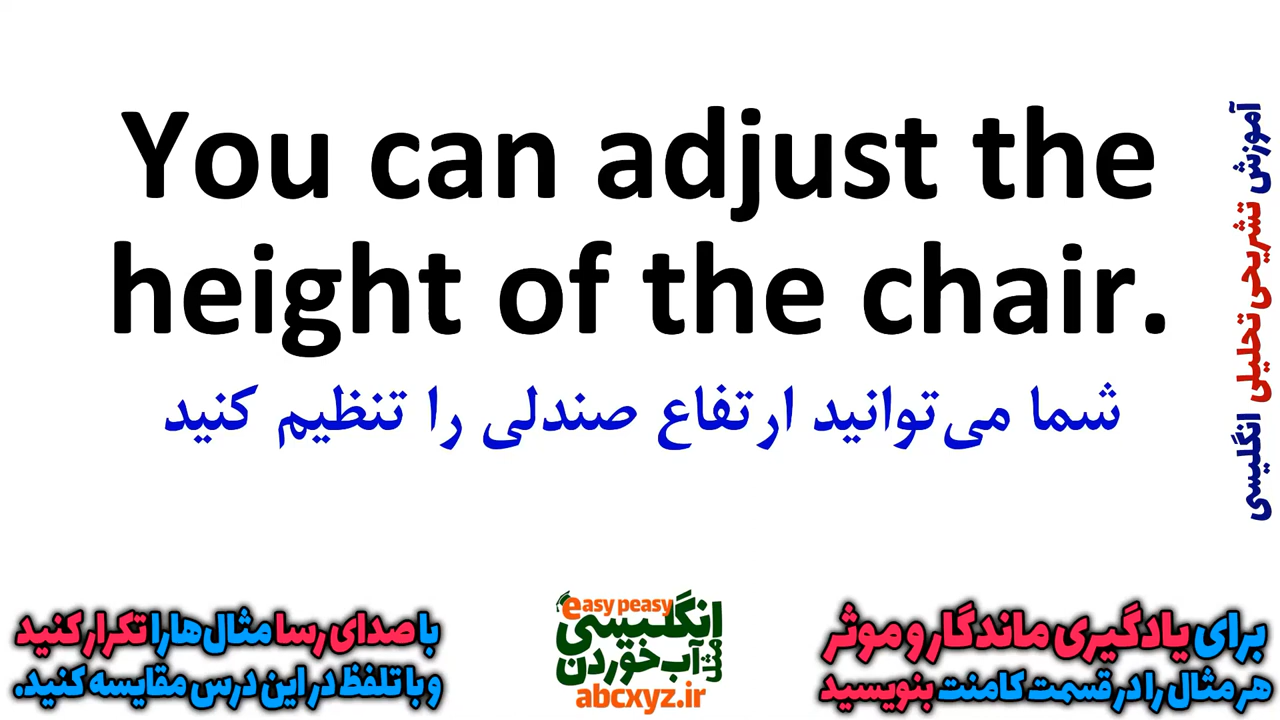 You can adjust the
height of the chair.
شما می‌توانید ارتفاع صندلی را تنظیم کنید
آموزش تشریحی تحلیلی انگلیسی
برای یادگیری ماندگار و موثر
هر مثال را در قسمت کامنت بنویسید
easy peasy
انگلیسی
مثل آب خوردن
abcxyz.ir
با صدای رسا مثال‌ها را تکرار کنید
و با تلفظ در این درس مقایسه کنید.